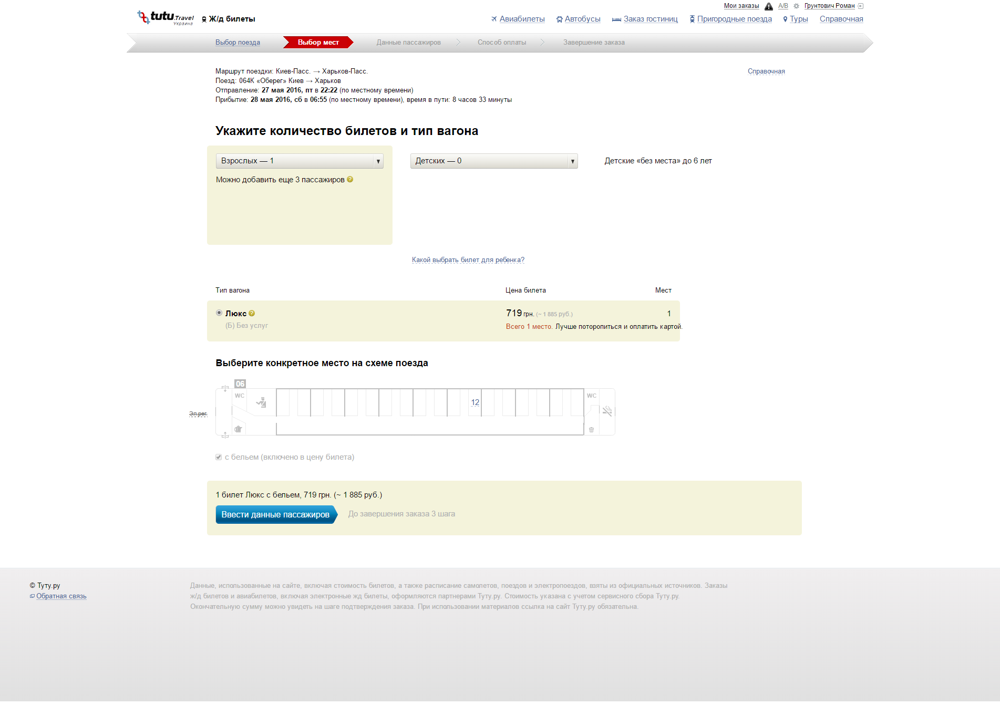 Мои заказы A/B Грунтович Роман
tutu.Travel Украина Ж/д билеты Авиабилеты Автобусы Заказ гостиниц Пригородные поезда Туры Справочная
Выбор поезда Выбор мест Данные пассажиров Способ оплаты Завершение заказа
Маршрут поездки: Киев-Пасс. → Харьков-Пасс. Справочная
Поезд: 064К «Оберег» Киев → Харьков
Отправление: 27 мая 2016, пт в 22:22 (по местному времени)
Прибытие: 28 мая 2016, сб в 06:55 (по местному времени), время в пути: 8 часов 33 минуты
Укажите количество билетов и тип вагона
Взрослых — 1 Детских — 0 Детские «без места» до 6 лет
Можно добавить еще 3 пассажиров ?
Какой выбрать билет для ребенка?
Тип вагона Цена билета Мест
Люкс ? 719 грн. (~ 1 885 руб.) 1
(Б) Без услуг Всего 1 место. Лучше поторопиться и оплатить картой.
Выберите конкретное место на схеме поезда
06
WC WC
12
Эл.рег.
с бельем (включено в цену билета)
1 билет Люкс с бельем, 719 грн. (~ 1 885 руб.)
Ввести данные пассажиров До завершения заказа 3 шага
© Туту.ру Данные, использованные на сайте, включая стоимость билетов, а также расписание самолетов, поездов и электропоездов, взяты из официальных источников. Заказы
Обратная связь ж/д билетов и авиабилетов, включая электронные жд билеты, оформляются партнерами Туту.ру. Стоимость указана с учетом сервисного сбора Туту.ру.
Окончательную сумму можно увидеть на шаге подтверждения заказа. При использовании материалов ссылка на сайт Туту.ру обязательна.